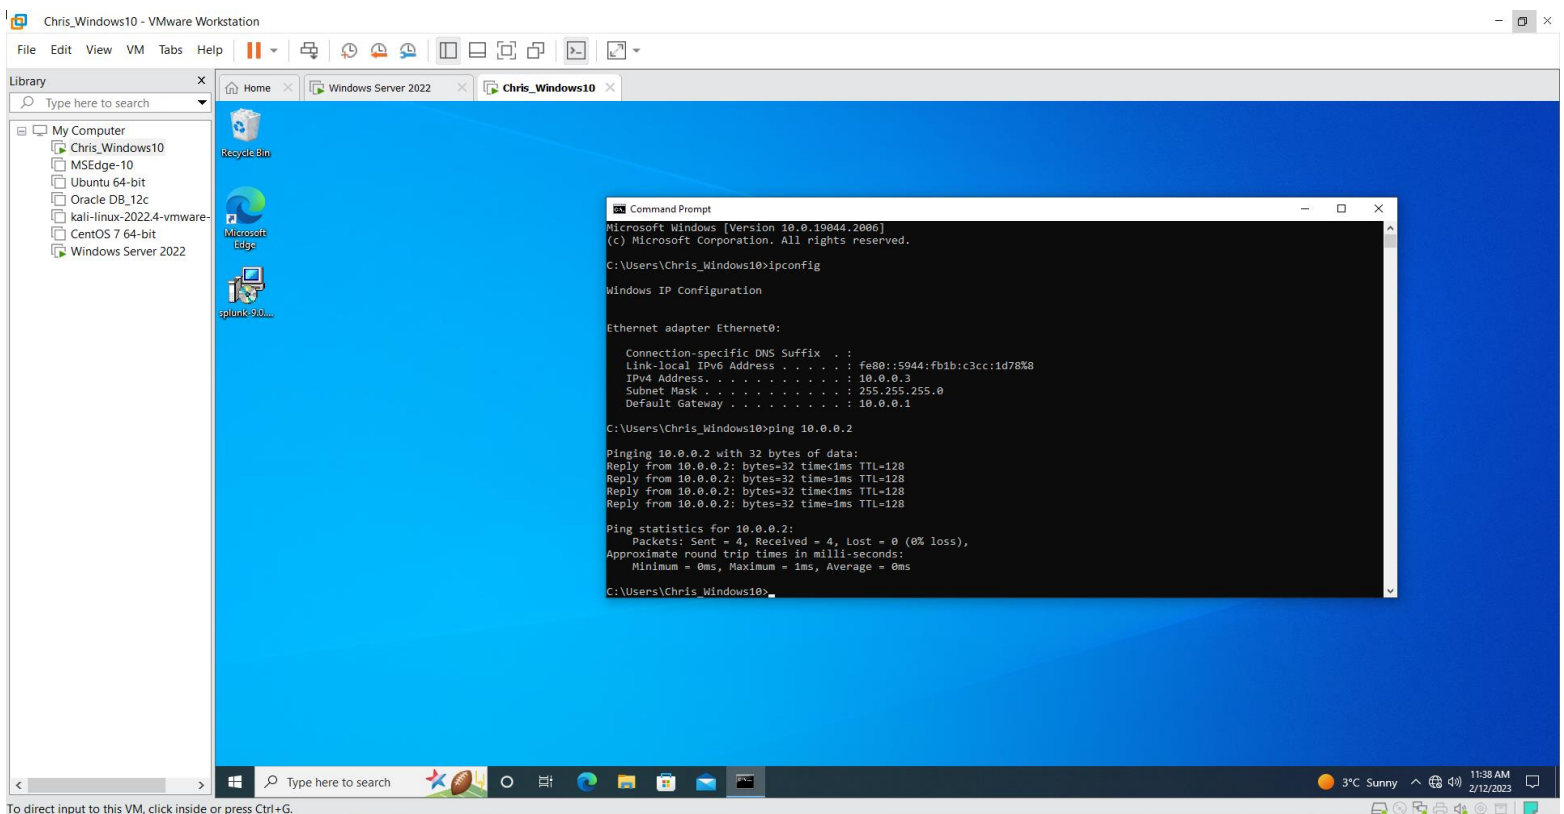 Chris_Windows10 - VMware Workstation
File Edit View VM Tabs Help
Library X
Type here to search
My Computer
Chris_Windows10
MSEdge-10
Ubuntu 64-bit
Oracle DB_12c
kali-linux-2022.4-vmware-
CentOS 7 64-bit
Windows Server 2022
Home
Windows Server 2022
Chris_Windows10
Recycle Bin
Microsoft
Edge
splunk-9.0....
Command Prompt
Microsoft Windows [Version 10.0.19044.2006]
(c) Microsoft Corporation. All rights reserved.
C:\Users\Chris_Windows10>ipconfig
Windows IP Configuration
Ethernet adapter Ethernet0:
Connection-specific DNS Suffix . :
Link-local IPv6 Address . . . . . : fe80::5944:fb1b:c3cc:1d78%8
IPv4 Address. . . . . . . . . . . : 10.0.0.3
Subnet Mask . . . . . . . . . . . : 255.255.255.0
Default Gateway . . . . . . . . . : 10.0.0.1
C:\Users\Chris_Windows10>ping 10.0.0.2
Pinging 10.0.0.2 with 32 bytes of data:
Reply from 10.0.0.2: bytes=32 time<1ms TTL=128
Reply from 10.0.0.2: bytes=32 time=1ms TTL=128
Reply from 10.0.0.2: bytes=32 time<1ms TTL=128
Reply from 10.0.0.2: bytes=32 time=1ms TTL=128
Ping statistics for 10.0.0.2:
Packets: Sent = 4, Received = 4, Lost = 0 (0% loss),
Approximate round trip times in milli-seconds:
Minimum = 0ms, Maximum = 1ms, Average = 0ms
C:\Users\Chris_Windows10>
Type here to search
3°C Sunny
11:38 AM
2/12/2023
To direct input to this VM, click inside or press Ctrl+G.